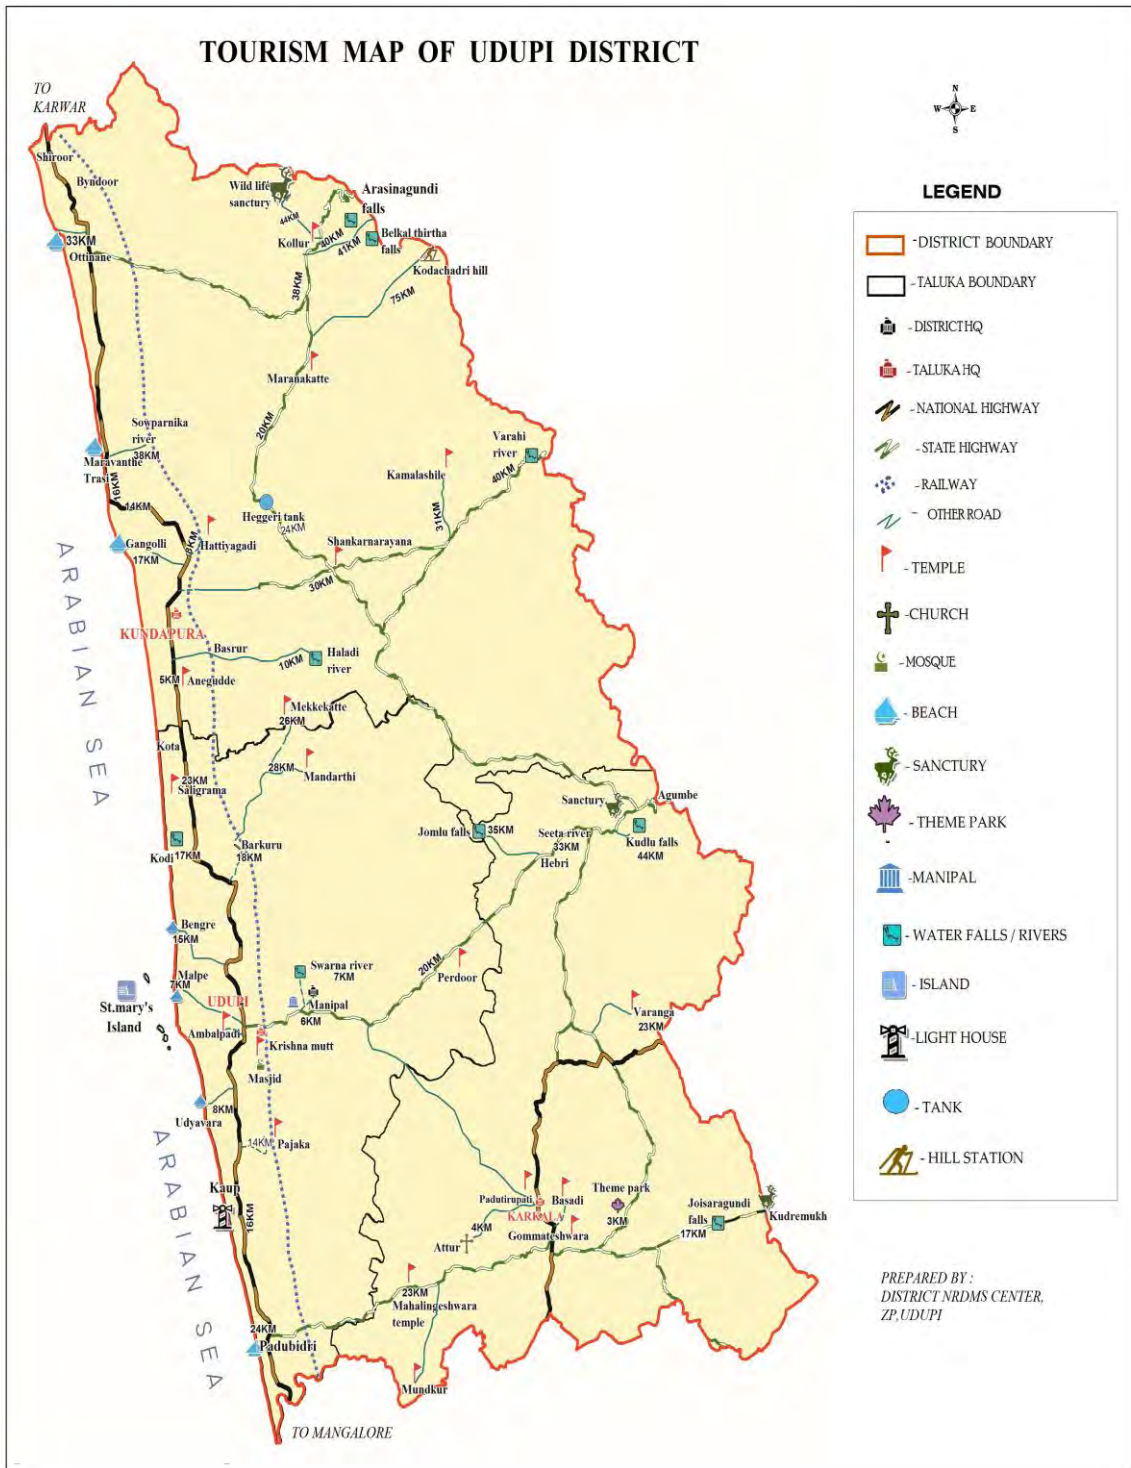 TOURISM MAP OF UDUPI DISTRICT
TO
KARWAR
N
W E
S
Shiroor
Byndoor
33KM
Ottinane
Wild life
sanctury
44KM
Arasinagundi
falls
Kollur
40KM
41KM
Belkal thirtha
falls
Kodachadri hill
38KM
75KM
Maranakatte
20KM
Sowparnika
river
38KM
Maravanthe
Trasi
16KM
14KM
Varahi
river
40KM
Kamalashile
31KM
Heggeri tank
24KM
Gangolli
17KM
8KM
Hattiyagadi
Shankarnarayana
30KM
KUNDAPURA
Basrur
10KM
Haladi
river
5KM
Anegudde
Mekkekatte
26KM
Kota
28KM
Mandarthi
23KM
Saligrama
Sanctury
Agumbe
Jomlu falls
35KM
Seeta river
33KM
Kudlu falls
44KM
Hebri
Kodi
17KM
Barkuru
18KM
Bengre
15KM
Malpe
7KM
Swarna river
7KM
20KM
Perdoor
St.mary's
Island
UDUPI
Manipal
6KM
Ambalpadi
Krishna mutt
Masjid
Varanga
23KM
Udyavara
8KM
14KM
Pajaka
Kaup
16KM
Padutirupati
Basadi
Theme park
3KM
KARKALA
Gommateshwara
Attur
4KM
Joisaragundi
falls
17KM
Kudremukh
23KM
Mahalingeshwara
temple
24KM
Padubidri
Mundkur
TO MANGALORE
ARABIAN SEA
ARABIAN SEA
LEGEND
-DISTRICT BOUNDARY
-TALUKA BOUNDARY
-DISTRICT HQ
-TALUKA HQ
-NATIONAL HIGHWAY
-STATE HIGHWAY
-RAILWAY
- OTHER ROAD
- TEMPLE
-CHURCH
-MOSQUE
- BEACH
-SANCTURY
- THEME PARK
-MANIPAL
- WATER FALLS / RIVERS
- ISLAND
-LIGHT HOUSE
- TANK
- HILL STATION
PREPARED BY :
DISTRICT NRDMS CENTER,
ZP,UDUPI